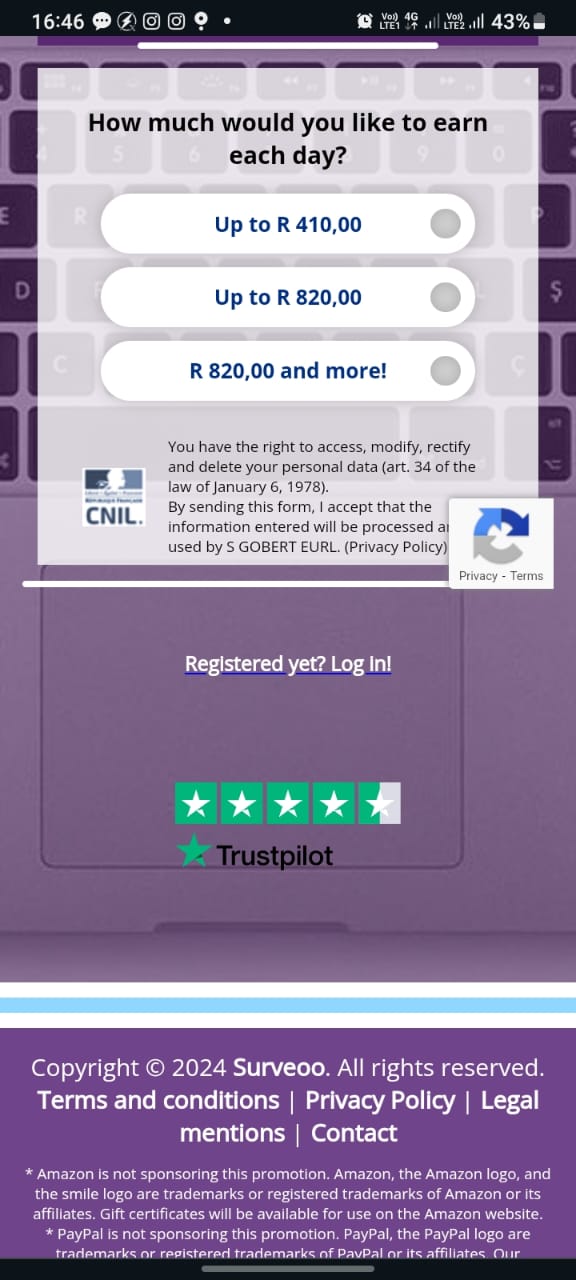 16:46
Vo)) LTE1 4G Vo)) LTE2 43%
How much would you like to earn
each day?
Up to R 410,00
Up to R 820,00
R 820,00 and more!
You have the right to access, modify, rectify
and delete your personal data (art. 34 of the
law of January 6, 1978).
By sending this form, I accept that the
information entered will be processed
used by S GOBERT EURL. (Privacy Policy)
CNIL.
Privacy - Terms
Registered yet? Log in!
Trustpilot
Copyright © 2024 Surveoo. All rights reserved.
Terms and conditions | Privacy Policy | Legal
mentions | Contact
* Amazon is not sponsoring this promotion. Amazon, the Amazon logo, and
the smile logo are trademarks or registered trademarks of Amazon or its
affiliates. Gift certificates will be available for use on the Amazon website.
* PayPal is not sponsoring this promotion. PayPal, the PayPal logo are
trademarks or registered trademarks of PayPal or its affiliates. Our